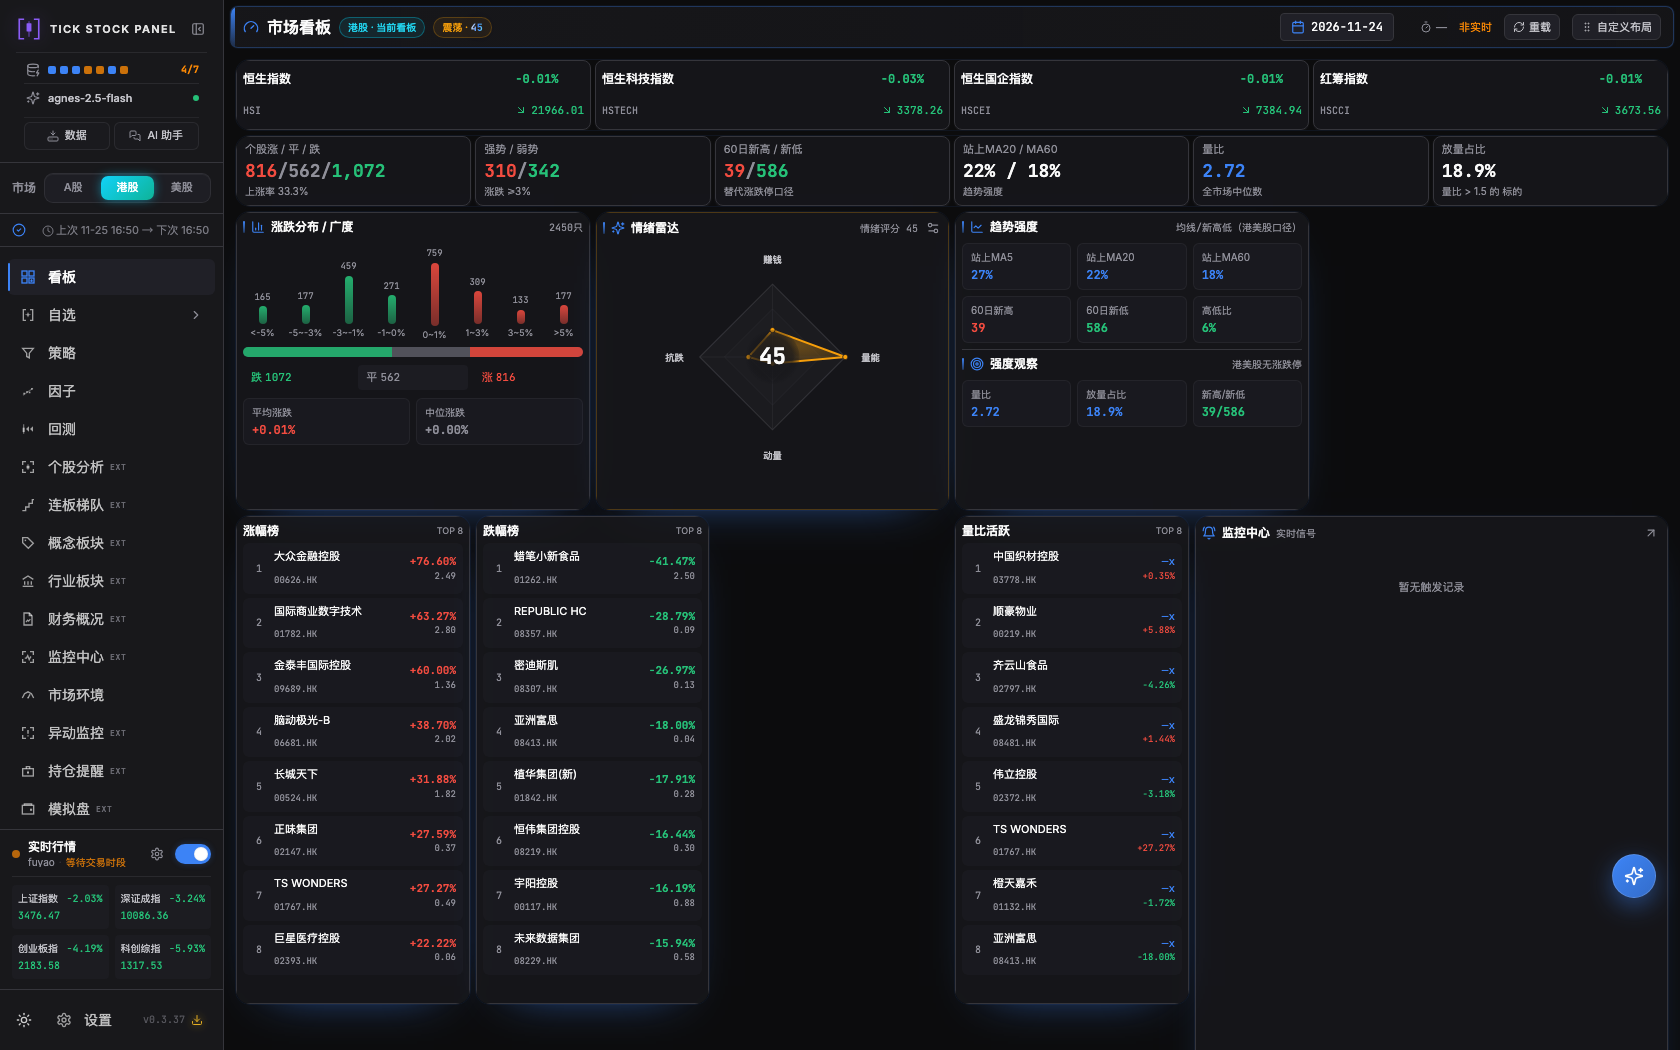 TICK STOCK PANEL
4/7
agnes-2.5-flash
数据
AI 助手
市场
A股
港股
美股
上次 11-25 16:50 → 下次 16:50
看板
自选
策略
因子
回测
个股分析 EXT
连板梯队 EXT
概念板块 EXT
行业板块 EXT
财务概况 EXT
监控中心 EXT
市场环境
异动监控 EXT
持仓提醒 EXT
模拟盘 EXT
实时行情
fuyao 等待交易时段
上证指数 -2.03%
3476.47
深证成指 -3.24%
10086.36
创业板指 -4.19%
2183.58
科创综指 -5.93%
1317.53
设置
v0.3.37
市场看板
港股 · 当前看板
震荡 · 45
2026-11-24
—
非实时
重载
自定义布局
恒生指数 -0.01%
HSI ↘ 21966.01
恒生科技指数 -0.03%
HSTECH ↘ 3378.26
恒生国企指数 -0.01%
HSCEI ↘ 7384.94
红筹指数 -0.01%
HSCCI ↘ 3673.56
个股涨 / 平 / 跌
816/562/1,072
上涨率 33.3%
强势 / 弱势
310/342
涨跌 ≥3%
60日新高 / 新低
39/586
替代涨跌停口径
站上MA20 / MA60
22% / 18%
趋势强度
量比
2.72
全市场中位数
放量占比
18.9%
量比 > 1.5 的 标的
涨跌分布 / 广度
2450只
165
177
459
271
759
309
133
177
<-5%
-5~-3%
-3~-1%
-1~0%
0~1%
1~3%
3~5%
>5%
跌 1072
平 562
涨 816
平均涨跌
+0.01%
中位涨跌
+0.00%
情绪雷达
情绪评分 45
赚钱
抗跌
45
量能
动量
趋势强度
均线/新高低（港美股口径）
站上MA5
27%
站上MA20
22%
站上MA60
18%
60日新高
39
60日新低
586
高低比
6%
强度观察
港美股无涨跌停
量比
2.72
放量占比
18.9%
新高/新低
39/586
涨幅榜
TOP 8
1 大众金融控股 +76.60%
00626.HK 2.49
2 国际商业数字技术 +63.27%
01782.HK 2.80
3 金泰丰国际控股 +60.00%
09689.HK 1.36
4 脑动极光-B +38.70%
06681.HK 2.02
5 长城天下 +31.88%
00524.HK 1.82
6 正味集团 +27.59%
02147.HK 0.37
7 TS WONDERS +27.27%
01767.HK 0.49
8 巨星医疗控股 +22.22%
02393.HK 0.06
跌幅榜
TOP 8
1 蜡笔小新食品 -41.47%
01262.HK 2.50
2 REPUBLIC HC -28.79%
08357.HK 0.09
3 密迪斯肌 -26.97%
08307.HK 0.13
4 亚洲富思 -18.00%
08413.HK 0.04
5 植华集团(新) -17.91%
01842.HK 0.28
6 恒伟集团控股 -16.44%
08219.HK 0.30
7 宇阳控股 -16.19%
00117.HK 0.88
8 未来数据集团 -15.94%
08229.HK 0.58
量比活跃
TOP 8
1 中国织材控股 —x
03778.HK +0.35%
2 顺豪物业 —x
00219.HK +5.88%
3 齐云山食品 —x
02797.HK -4.26%
4 盛龙锦秀国际 —x
08481.HK +1.44%
5 伟立控股 —x
02372.HK -3.18%
6 TS WONDERS —x
01767.HK +27.27%
7 橙天嘉禾 —x
01132.HK -1.72%
8 亚洲富思 —x
08413.HK -18.00%
监控中心 实时信号
暂无触发记录